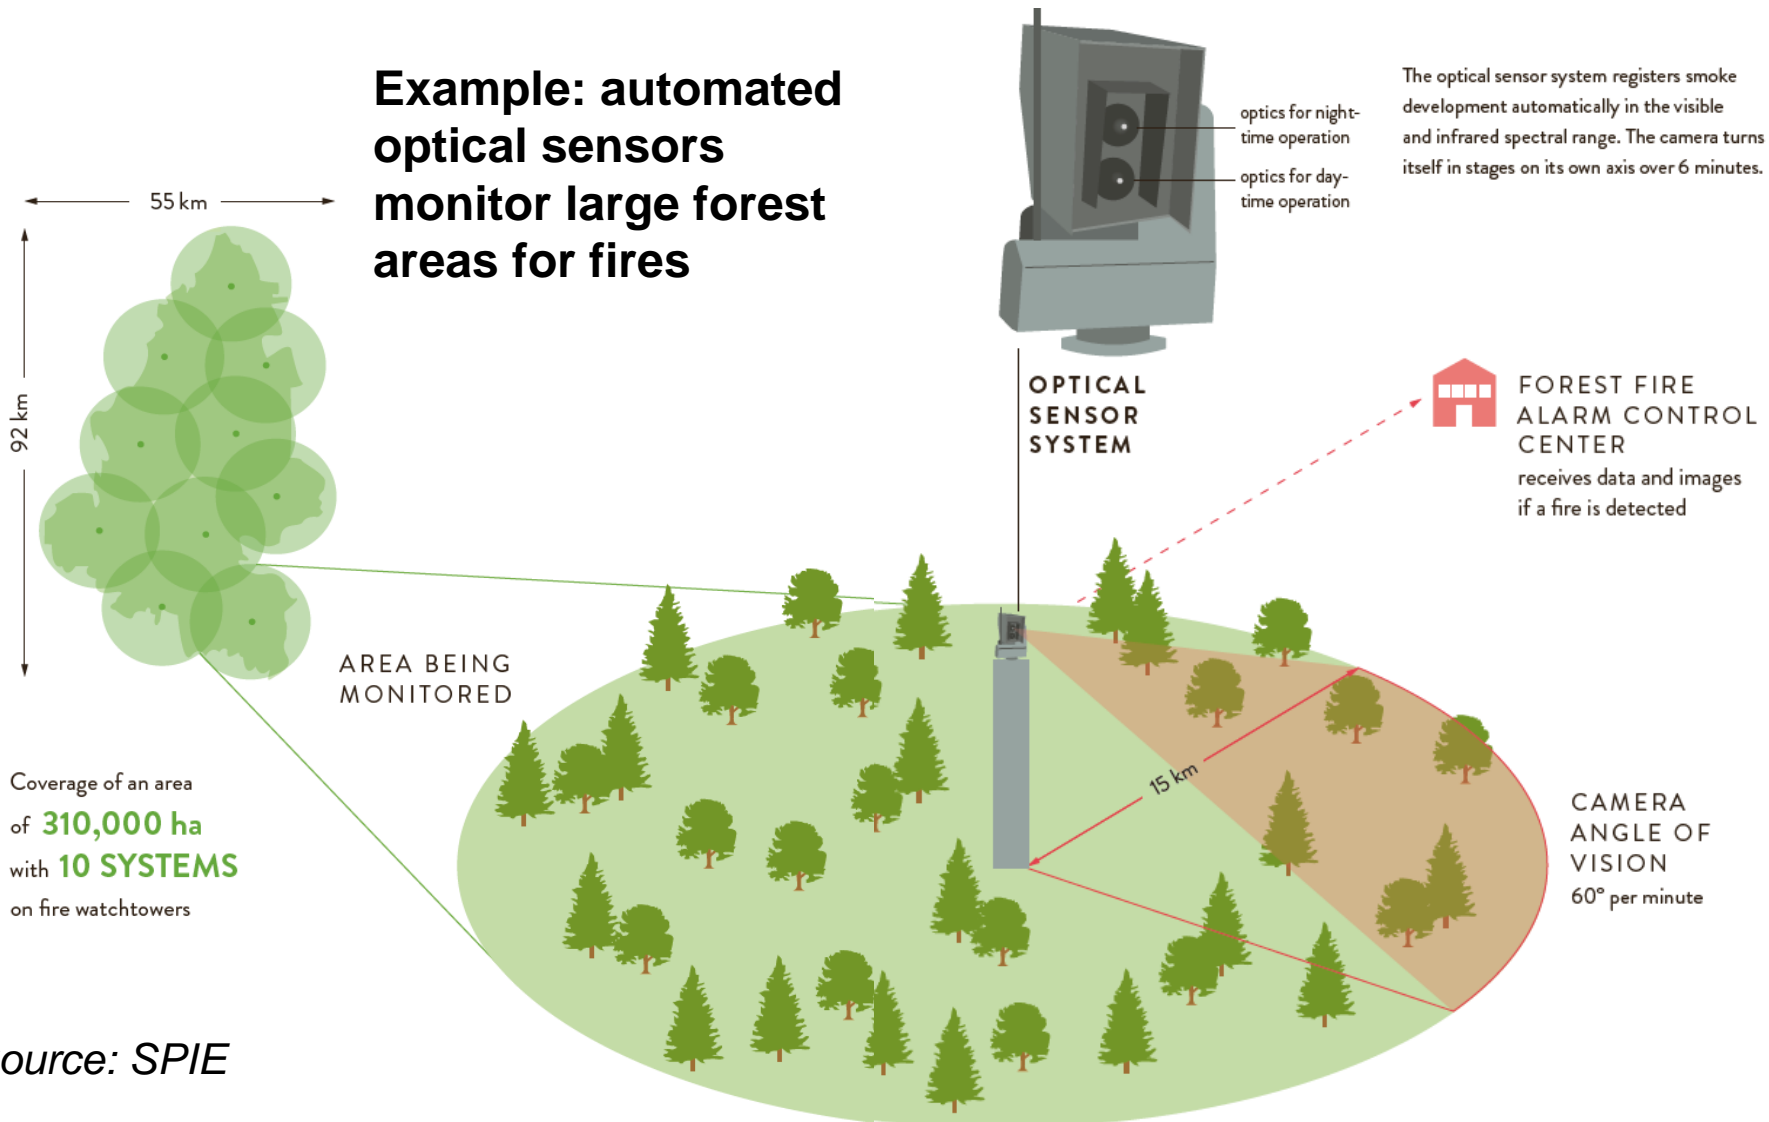 Example: automated
optical sensors
monitor large forest
areas for fires
optics for night-
time operation
optics for day-
time operation
The optical sensor system registers smoke
development automatically in the visible
and infrared spectral range. The camera turns
itself in stages on its own axis over 6 minutes.
55 km
92 km
OPTICAL
SENSOR
SYSTEM
FOREST FIRE
ALARM CONTROL
CENTER
receives data and images
if a fire is detected
AREA BEING
MONITORED
15 km
Coverage of an area
of 310,000 ha
with 10 SYSTEMS
on fire watchtowers
CAMERA
ANGLE OF
VISION
60° per minute
ource: SPIE